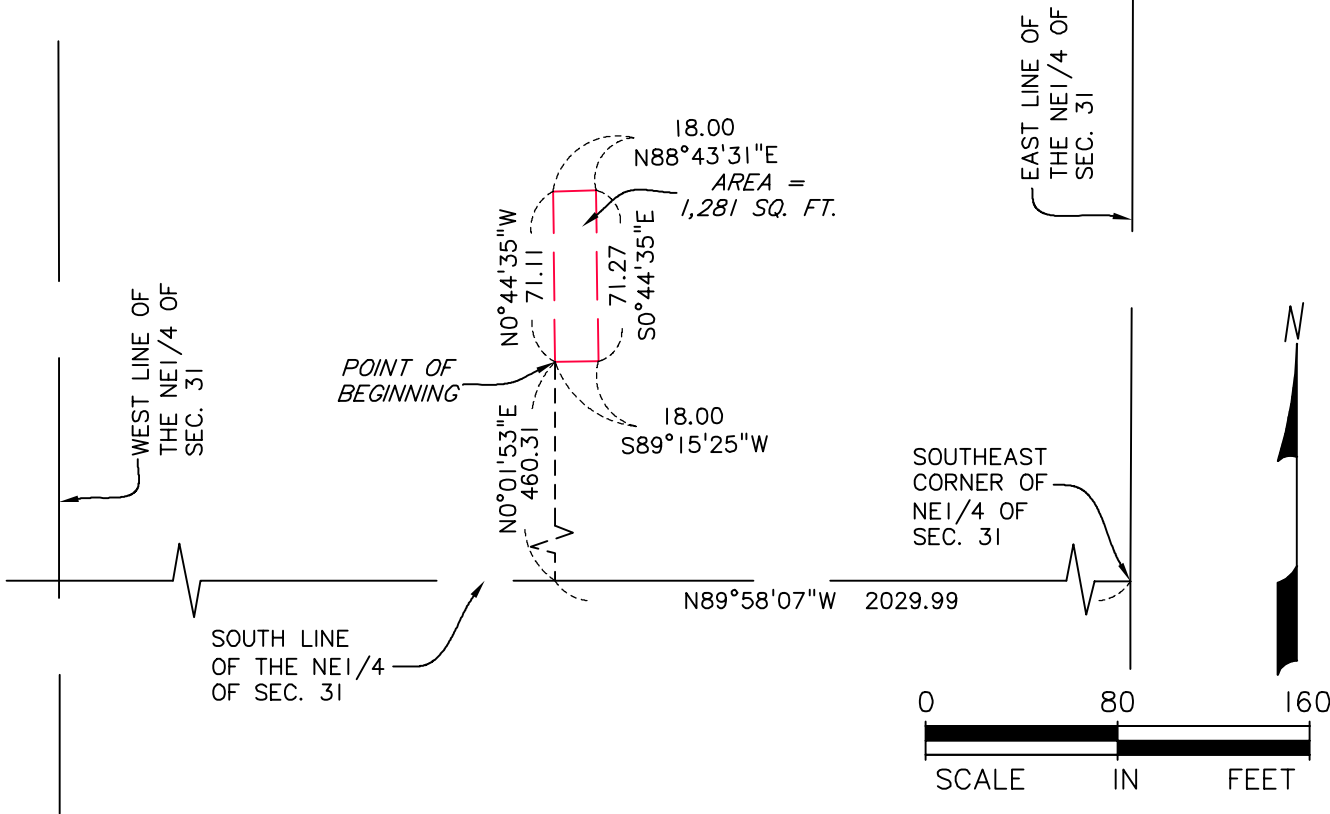 EAST LINE OF
THE NE1/4 OF
SEC. 31
18.00
N88°43'31"E
AREA =
1,281 SQ. FT.
N0°44'35"W
71.11
71.27
S0°44'35"E
WEST LINE OF
THE NE1/4 OF
SEC. 31
N
POINT OF
BEGINNING
18.00
S89°15'25"W
N0°01'53"E
460.31
SOUTHEAST
CORNER OF
NE1/4 OF
SEC. 31
N89°58'07"W 2029.99
SOUTH LINE
OF THE NE1/4
OF SEC. 31
0 80 160
SCALE IN FEET